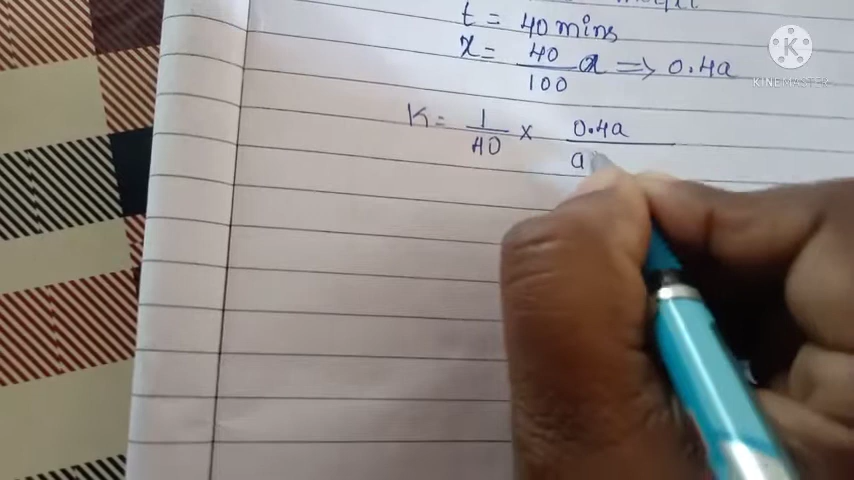 t = 40 mins
x = 40/100 a => 0.4a
K
KINEMASTER
K = 1/40 × 0.4a/a